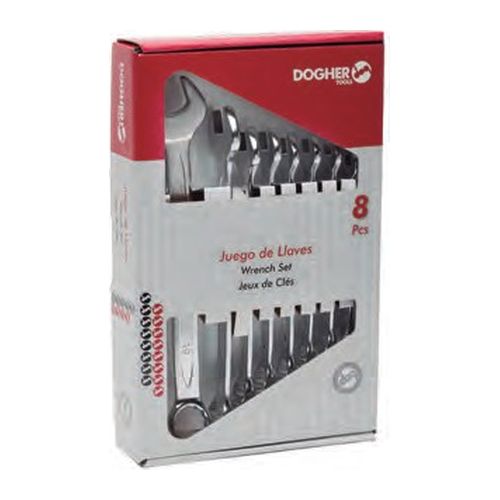 DOGHER
TOOLS
8
Pcs
Juego de Llaves
Wrench Set
Jeux de Clés